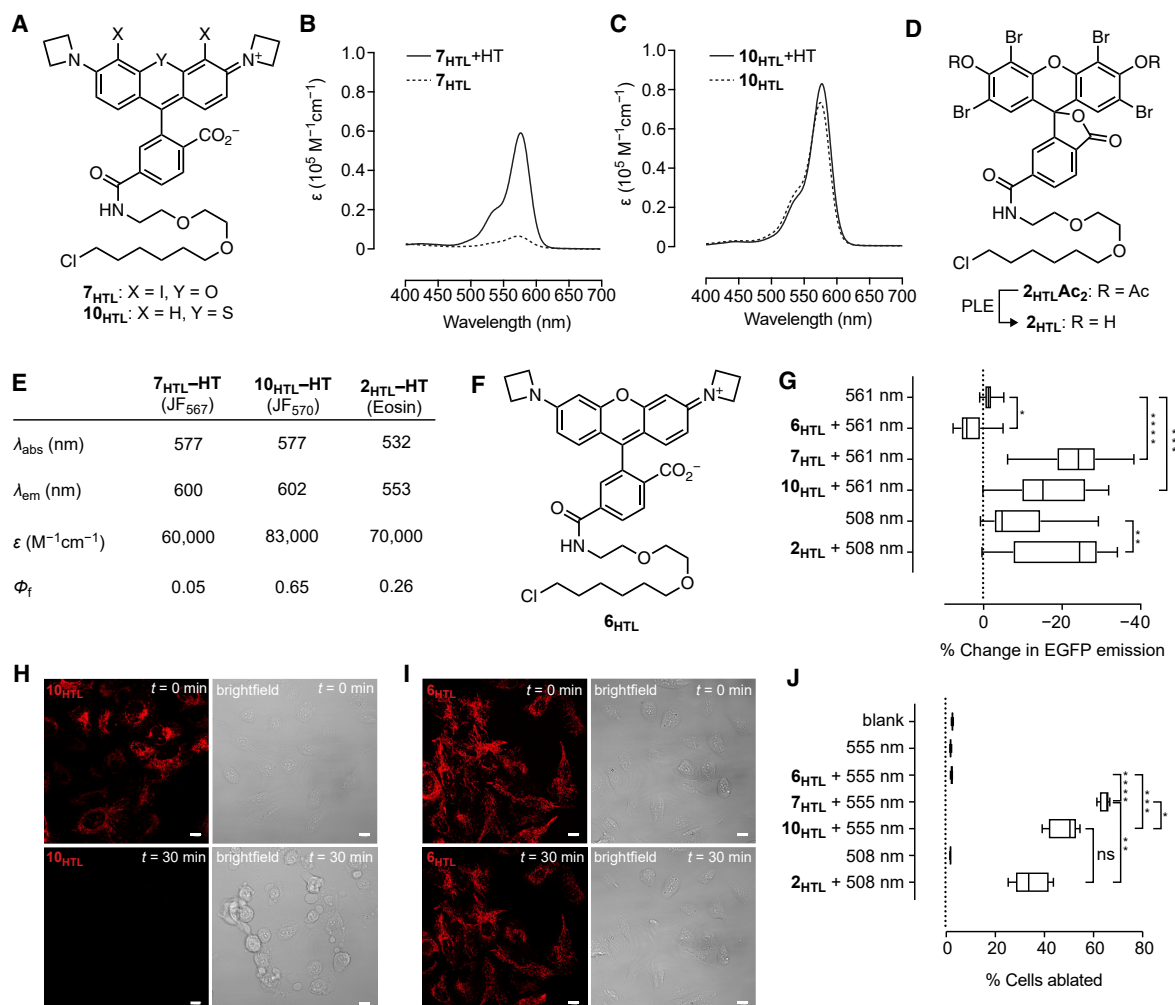 A
X X
Y
N N⁺
CO₂⁻
O
HN
O
O
Cl
7HTL: X = I, Y = O
10HTL: X = H, Y = S
B
7HTL+HT
7HTL
1.0
0.8
0.6
0.4
0.2
0
ε (10⁵ M⁻¹cm⁻¹)
400 450 500 550 600 650 700
Wavelength (nm)
C
10HTL+HT
10HTL
1.0
0.8
0.6
0.4
0.2
0
ε (10⁵ M⁻¹cm⁻¹)
400 450 500 550 600 650 700
Wavelength (nm)
D
Br Br
RO O OR
Br Br
O
O
O
HN
O
O
Cl
2HTLAc₂: R = Ac
PLE
2HTL: R = H
E
7HTL–HT 10HTL–HT 2HTL–HT
(JF567) (JF570) (Eosin)
λabs (nm) 577 577 532
λem (nm) 600 602 553
ε (M⁻¹cm⁻¹) 60,000 83,000 70,000
Φf 0.05 0.65 0.26
F
N O N⁺
CO₂⁻
O
HN
O
O
Cl
6HTL
G
561 nm
6HTL + 561 nm
7HTL + 561 nm
10HTL + 561 nm
508 nm
2HTL + 508 nm
*
****
***
**
0 −20 −40
% Change in EGFP emission
H
10HTL t = 0 min
brightfield t = 0 min
10HTL t = 30 min
brightfield t = 30 min
I
6HTL t = 0 min
brightfield t = 0 min
6HTL t = 30 min
brightfield t = 30 min
J
blank
555 nm
6HTL + 555 nm
7HTL + 555 nm
10HTL + 555 nm
508 nm
2HTL + 508 nm
****
***
*
**
ns
0 20 40 60 80
% Cells ablated